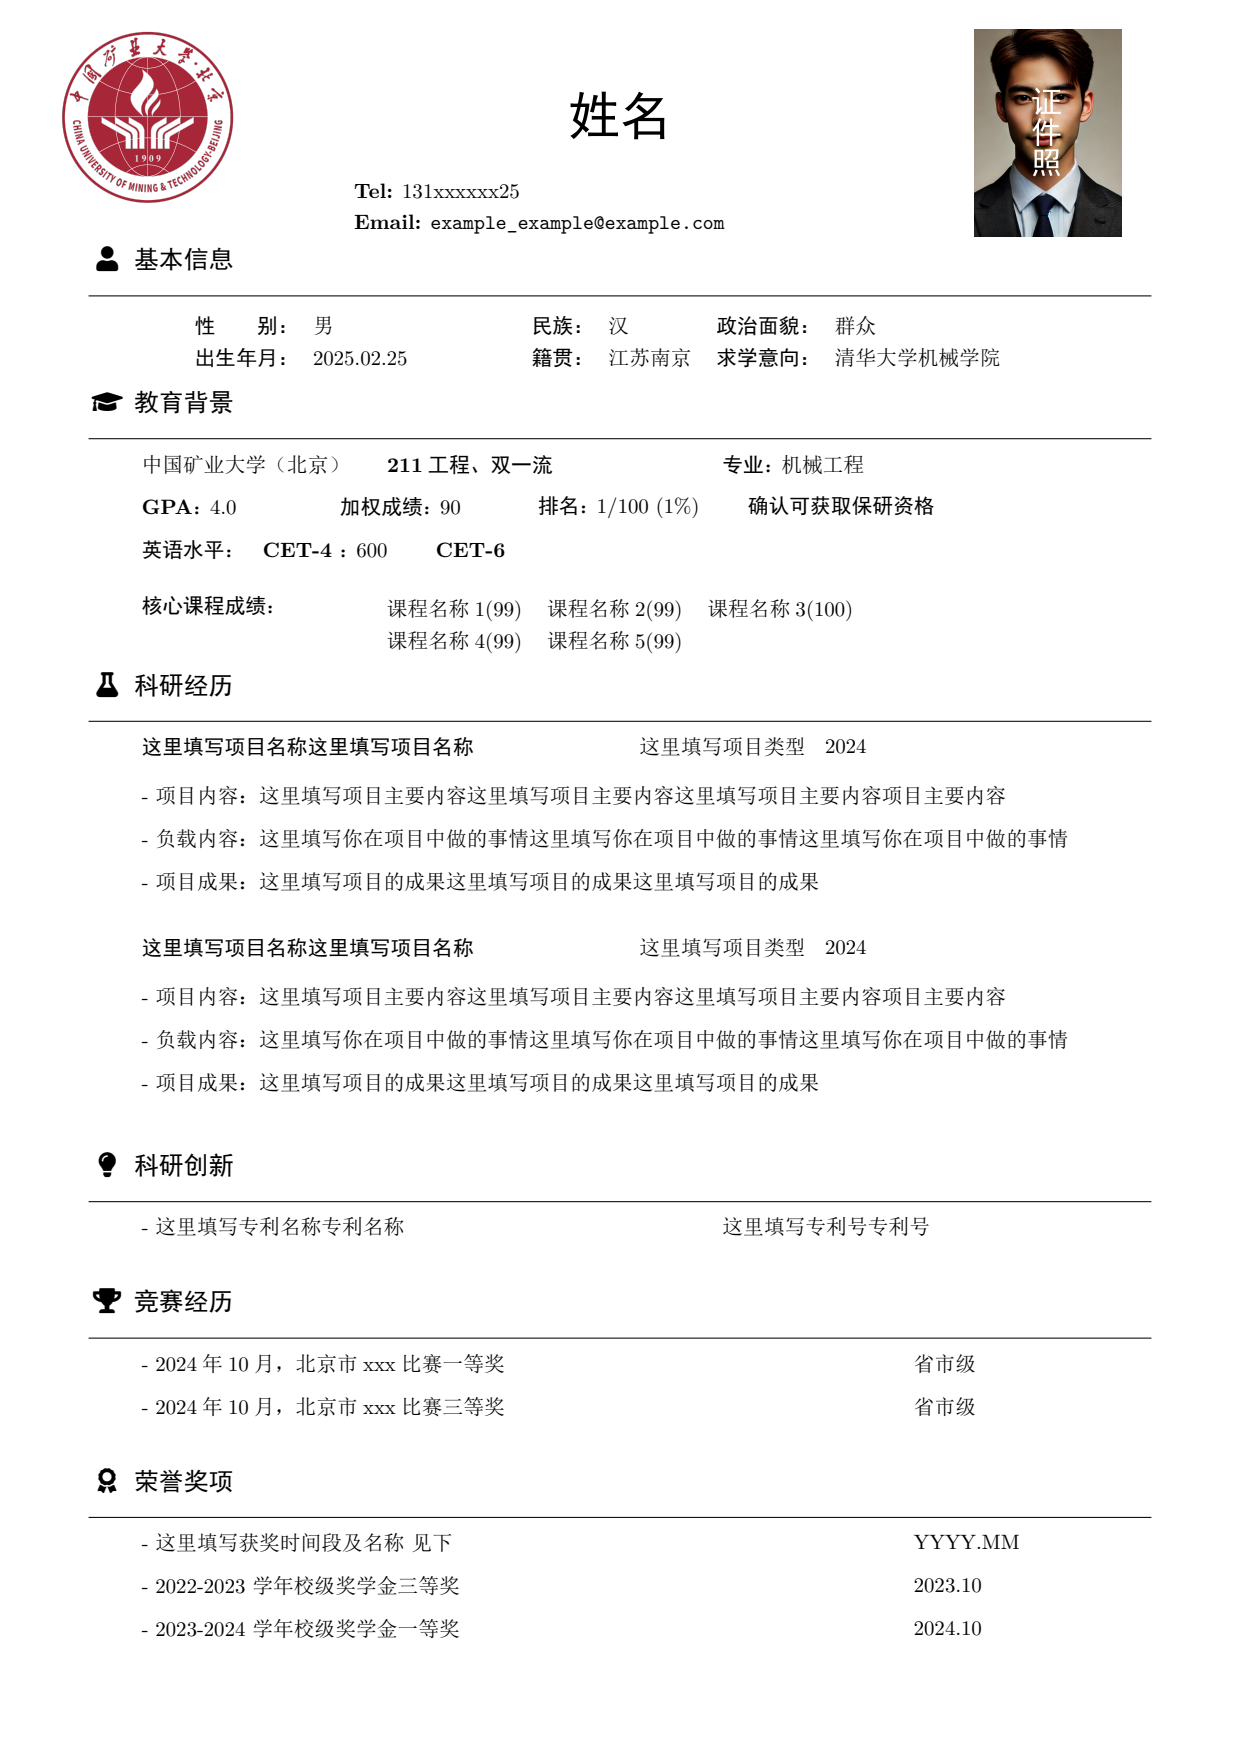 中国矿业大学·北京
CHINA UNIVERSITY OF MINING & TECHNOLOGY-BEIJING
1909
姓名
证件照
Tel: 131xxxxxx25
Email: example_example@example.com
基本信息
性 别： 男 民族： 汉 政治面貌： 群众
出生年月： 2025.02.25 籍贯： 江苏南京 求学意向： 清华大学机械学院
教育背景
中国矿业大学（北京） 211 工程、双一流 专业: 机械工程
GPA: 4.0 加权成绩: 90 排名: 1/100 (1%) 确认可获取保研资格
英语水平： CET-4 : 600 CET-6
核心课程成绩: 课程名称 1(99) 课程名称 2(99) 课程名称 3(100)
课程名称 4(99) 课程名称 5(99)
科研经历
这里填写项目名称这里填写项目名称 这里填写项目类型 2024
- 项目内容：这里填写项目主要内容这里填写项目主要内容这里填写项目主要内容项目主要内容
- 负载内容：这里填写你在项目中做的事情这里填写你在项目中做的事情这里填写你在项目中做的事情
- 项目成果：这里填写项目的成果这里填写项目的成果这里填写项目的成果
这里填写项目名称这里填写项目名称 这里填写项目类型 2024
- 项目内容：这里填写项目主要内容这里填写项目主要内容这里填写项目主要内容项目主要内容
- 负载内容：这里填写你在项目中做的事情这里填写你在项目中做的事情这里填写你在项目中做的事情
- 项目成果：这里填写项目的成果这里填写项目的成果这里填写项目的成果
科研创新
- 这里填写专利名称专利名称 这里填写专利号专利号
竞赛经历
- 2024 年 10 月，北京市 xxx 比赛一等奖 省市级
- 2024 年 10 月，北京市 xxx 比赛三等奖 省市级
荣誉奖项
- 这里填写获奖时间段及名称 见下 YYYY.MM
- 2022-2023 学年校级奖学金三等奖 2023.10
- 2023-2024 学年校级奖学金一等奖 2024.10